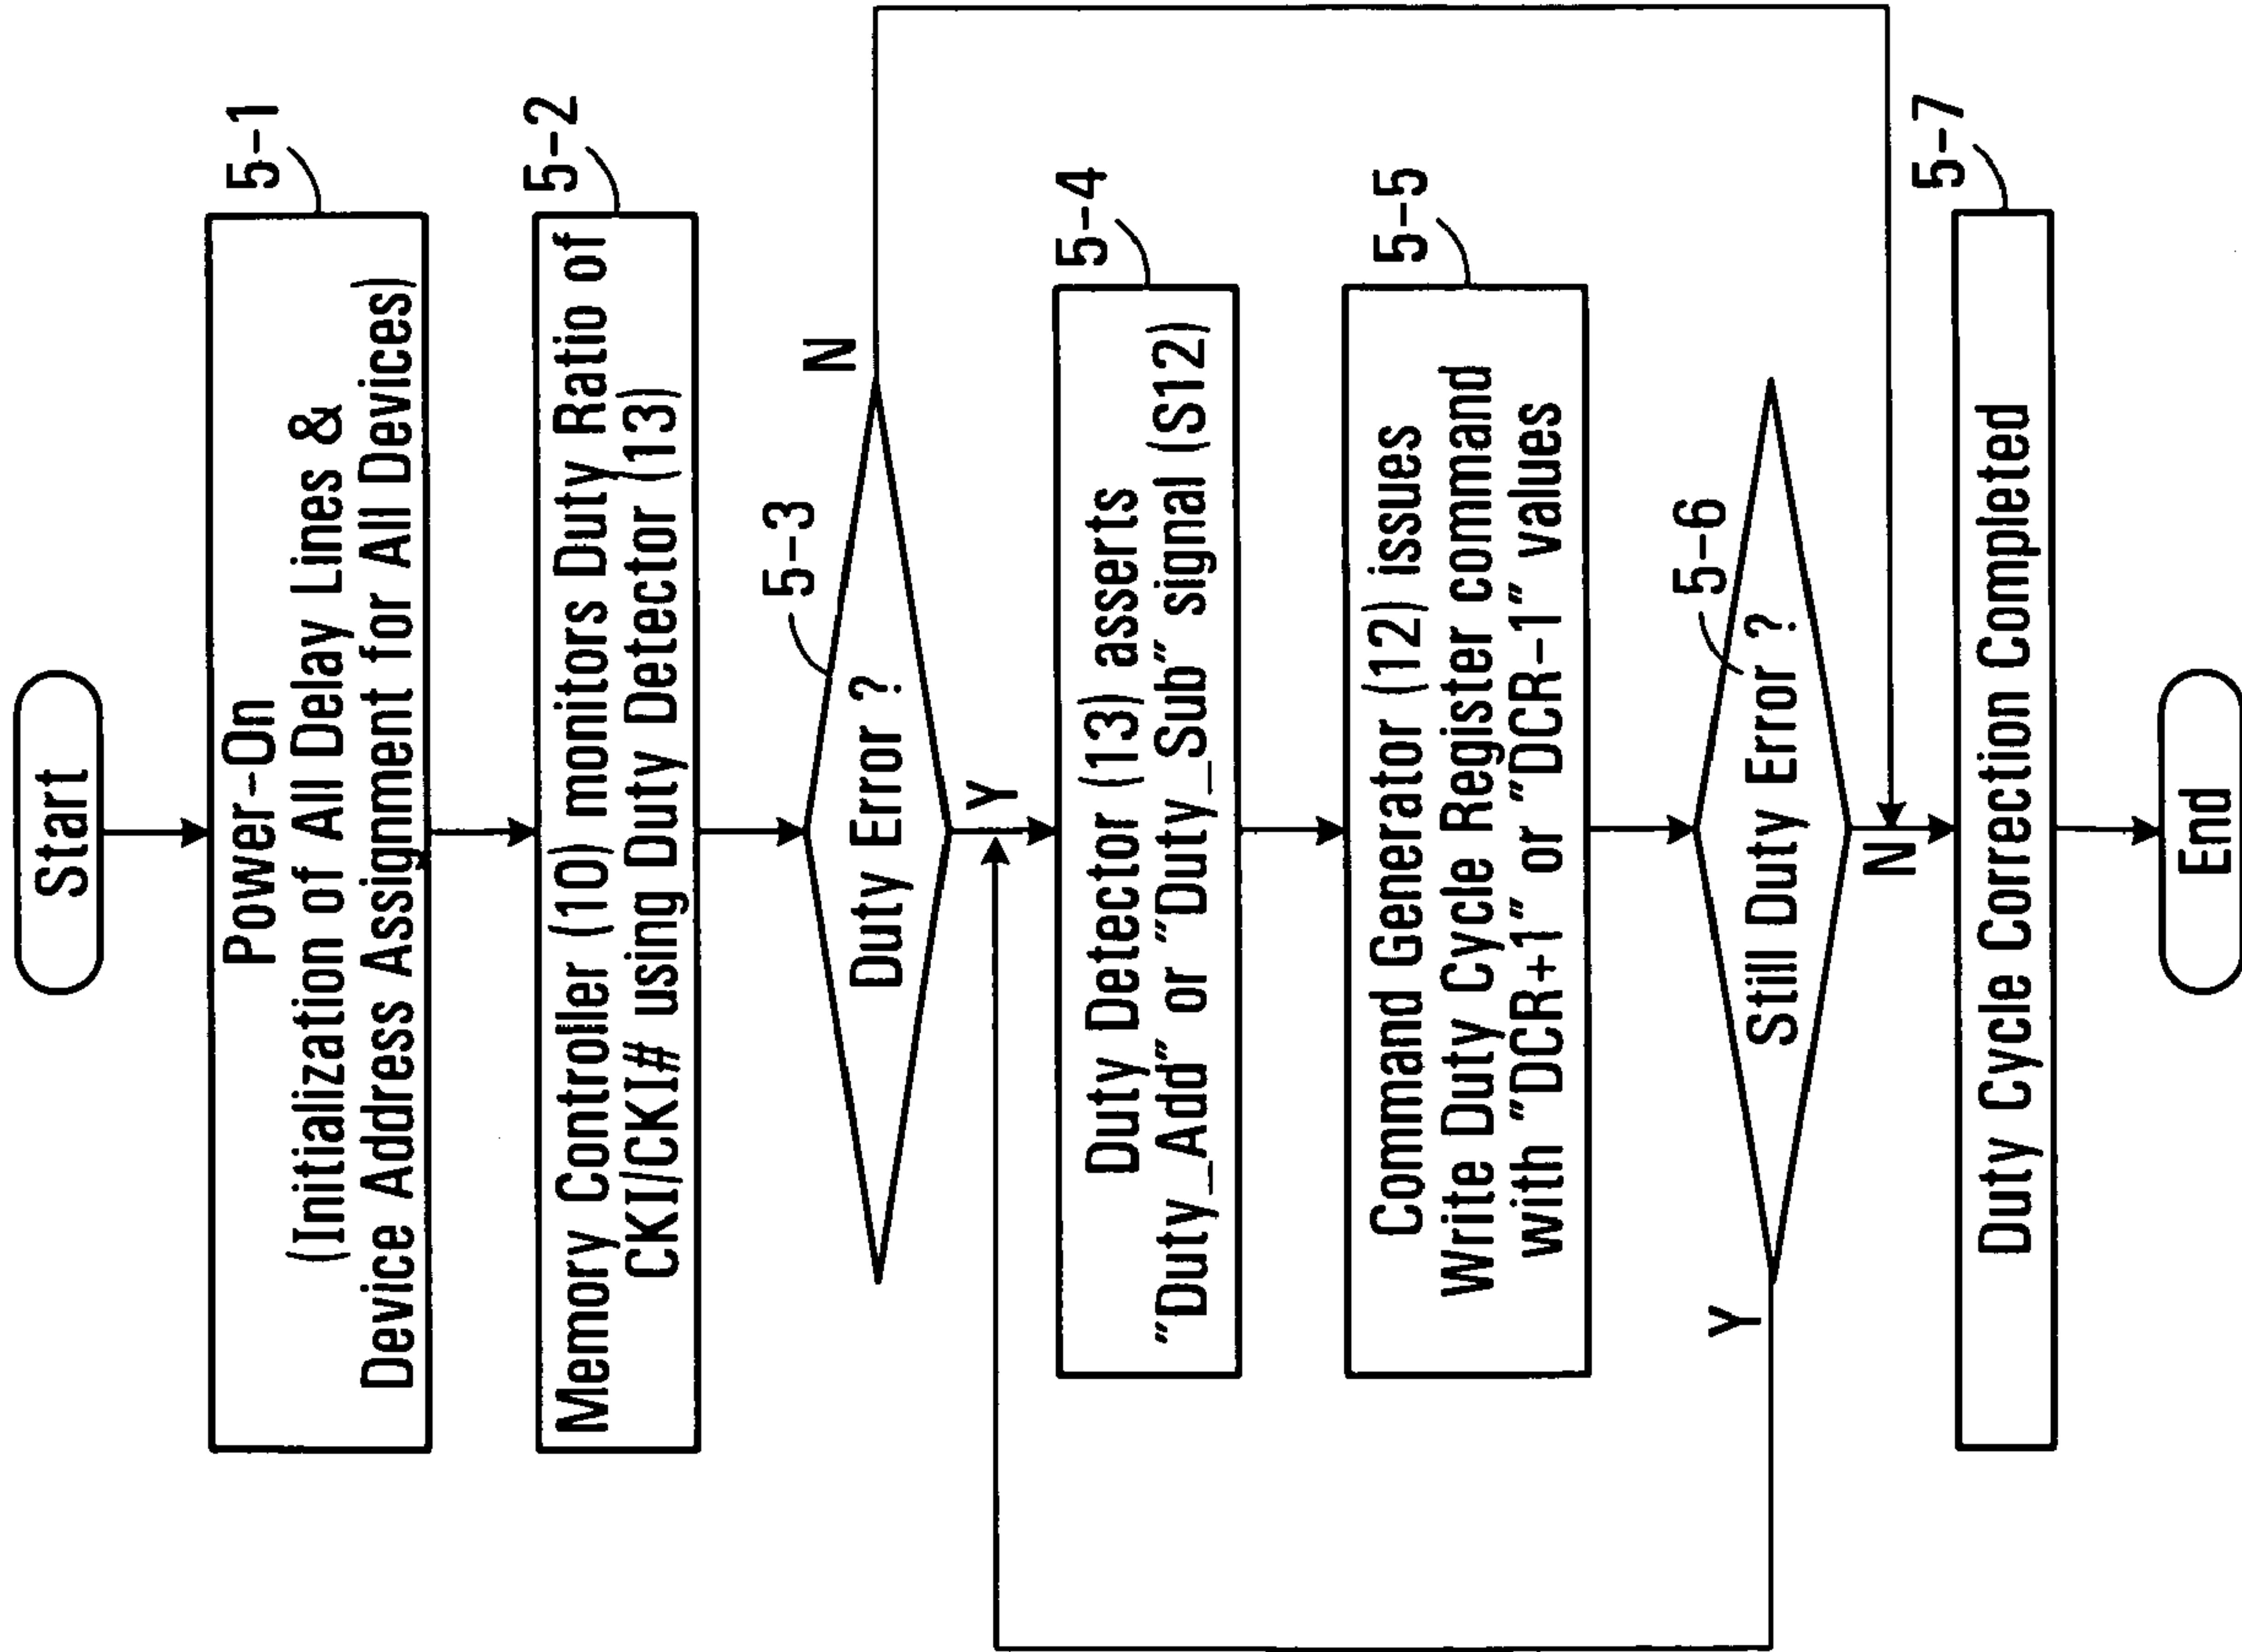 Start
5-1
Power-On
(Initialization of All Delay Lines &
Device Address Assignment for All Devices)
5-2
Memory Controller (10) monitors Duty Ratio of
CKI/CKI# using Duty Detector (13)
5-3
Duty Error ?
N
Y
5-4
Duty Detector (13) asserts
"Duty_Add" or "Duty_Sub" signal (S12)
5-5
Command Generator (12) issues
Write Duty Cycle Register command
with "DCR+1" or "DCR-1" values
5-6
Still Duty Error ?
Y
N
5-7
Duty Cycle Correction Completed
End